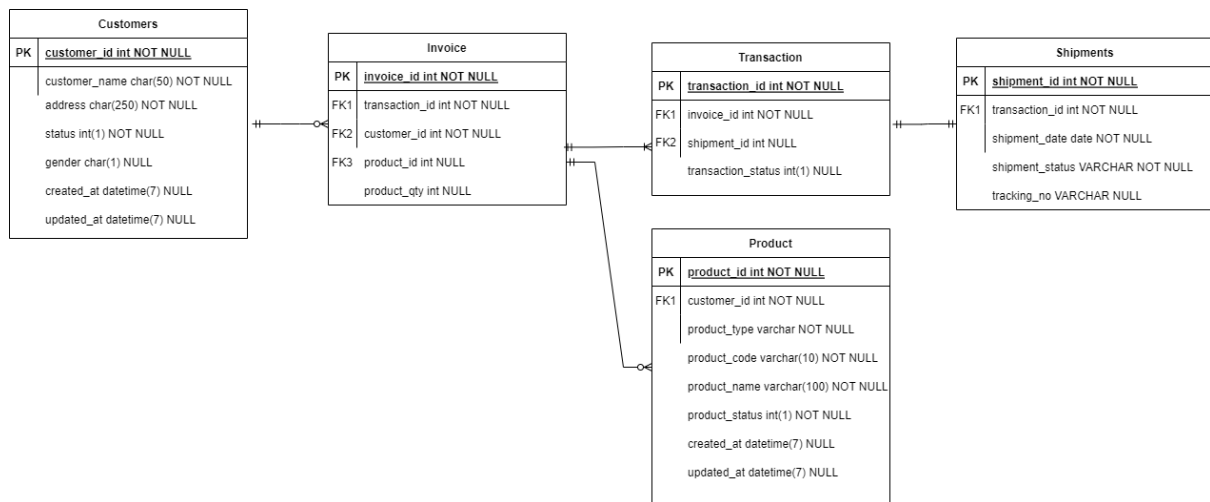 Customers
PK customer_id int NOT NULL
customer_name char(50) NOT NULL
address char(250) NOT NULL
status int(1) NOT NULL
gender char(1) NULL
created_at datetime(7) NULL
updated_at datetime(7) NULL
Invoice
PK invoice_id int NOT NULL
FK1 transaction_id int NOT NULL
FK2 customer_id int NOT NULL
FK3 product_id int NULL
product_qty int NULL
Transaction
PK transaction_id int NOT NULL
FK1 invoice_id int NOT NULL
FK2 shipment_id int NULL
transaction_status int(1) NULL
Shipments
PK shipment_id int NOT NULL
FK1 transaction_id int NOT NULL
shipment_date date NOT NULL
shipment_status VARCHAR NOT NULL
tracking_no VARCHAR NULL
Product
PK product_id int NOT NULL
FK1 customer_id int NOT NULL
product_type varchar NOT NULL
product_code varchar(10) NOT NULL
product_name varchar(100) NOT NULL
product_status int(1) NOT NULL
created_at datetime(7) NULL
updated_at datetime(7) NULL